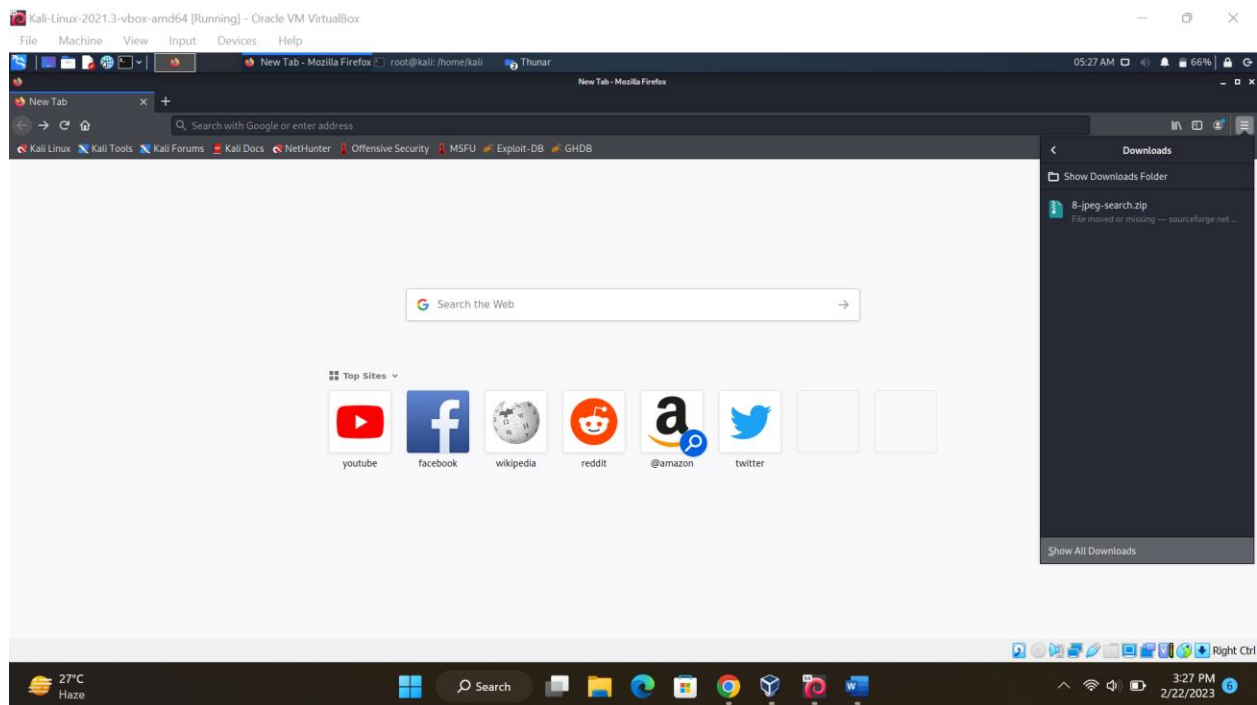 Kali-Linux-2021.3-vbox-amd64 [Running] - Oracle VM VirtualBox
File Machine View Input Devices Help
New Tab - Mozilla Firefox root@kali: /home/kali Thunar 05:27 AM 66%
New Tab - Mozilla Firefox
New Tab
Search with Google or enter address
Kali Linux Kali Tools Kali Forums Kali Docs NetHunter Offensive Security MSFU Exploit-DB GHDB
Downloads
Show Downloads Folder
8-jpeg-search.zip
File moved or missing — sourceforge.net ...
Search the Web
Top Sites
youtube facebook wikipedia reddit @amazon twitter
Show All Downloads
Right Ctrl
27°C
Haze
Search
3:27 PM
2/22/2023
6